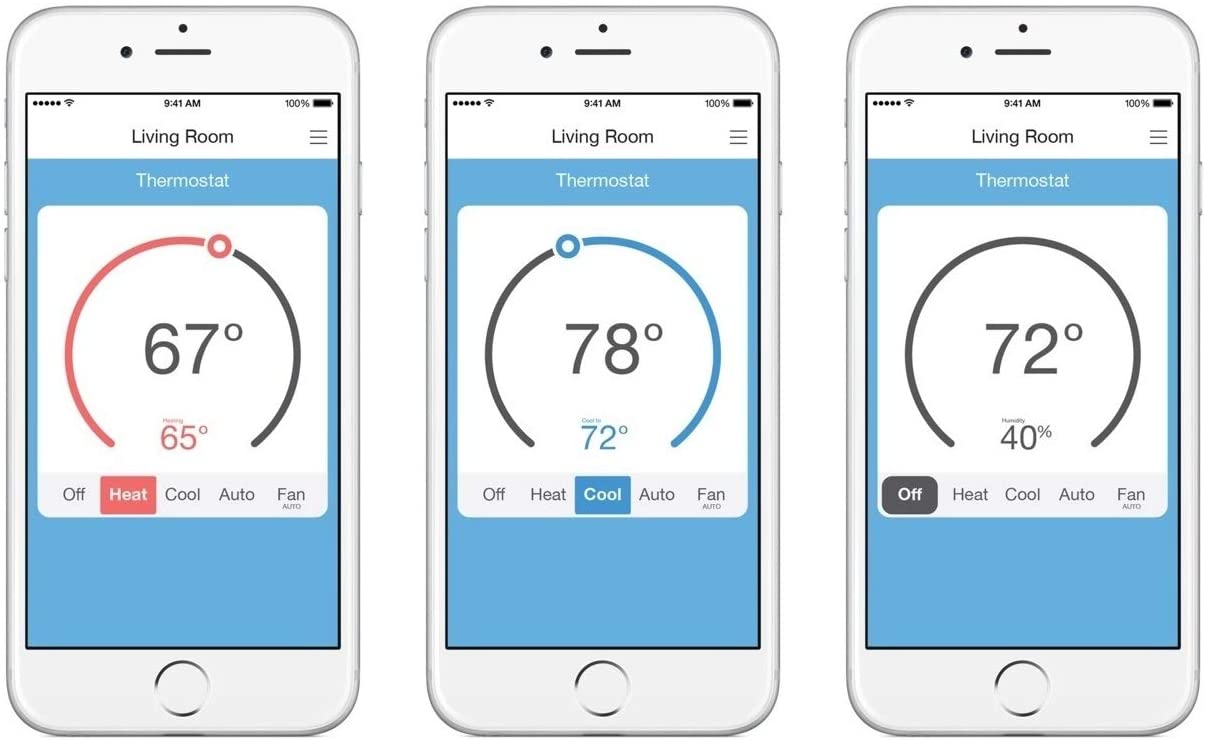 9:41 AM 100%
Living Room
Thermostat
67°
Heating
65°
Off Heat Cool Auto Fan
AUTO
9:41 AM 100%
Living Room
Thermostat
78°
Cool to
72°
Off Heat Cool Auto Fan
AUTO
9:41 AM 100%
Living Room
Thermostat
72°
Humidity
40%
Off Heat Cool Auto Fan
AUTO